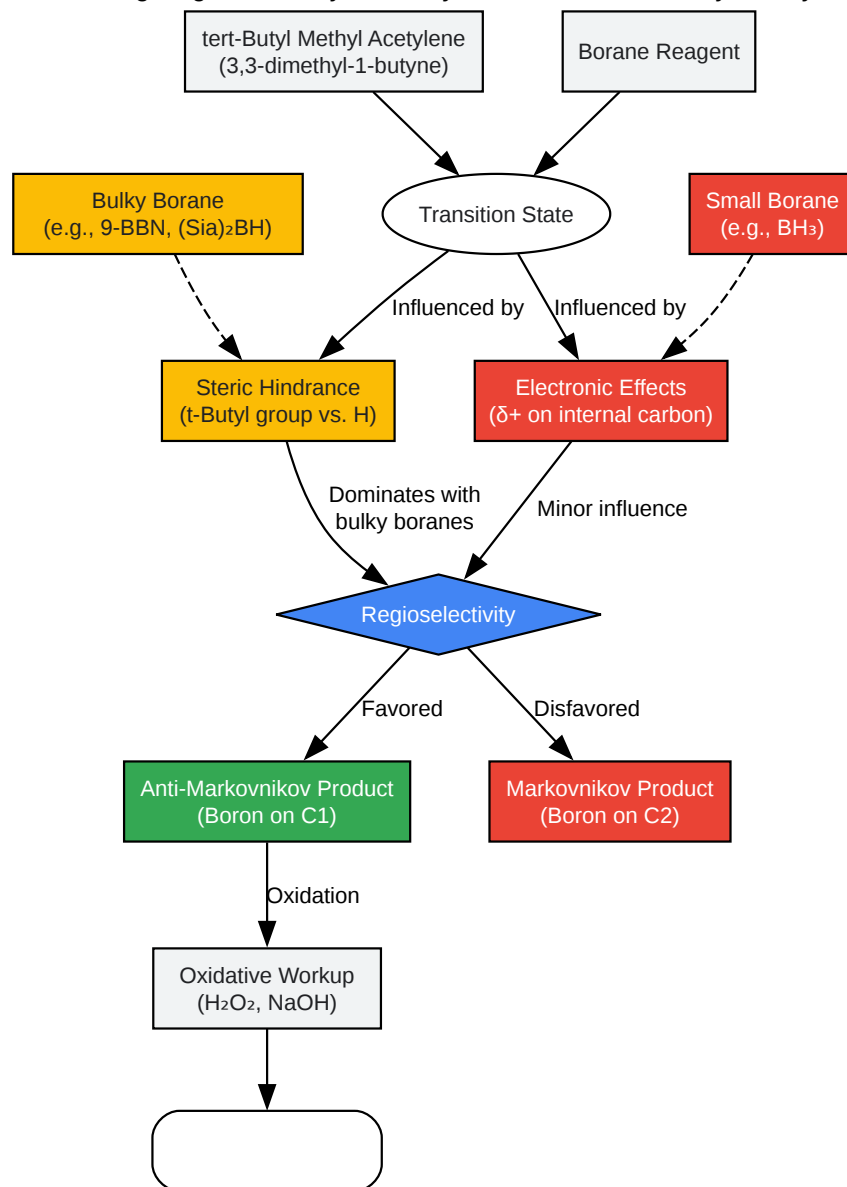 tert-Butyl Methyl Acetylene
(3,3-dimethyl-1-butyne)
Borane Reagent
Bulky Borane
(e.g., 9-BBN, (Sia)₂BH)
Transition State
Small Borane
(e.g., BH₃)
Influenced by
Influenced by
Steric Hindrance
(t-Butyl group vs. H)
Electronic Effects
(δ+ on internal carbon)
Dominates with
bulky boranes
Minor influence
Regioselectivity
Favored
Disfavored
Anti-Markovnikov Product
(Boron on C1)
Markovnikov Product
(Boron on C2)
Oxidation
Oxidative Workup
(H₂O₂, NaOH)